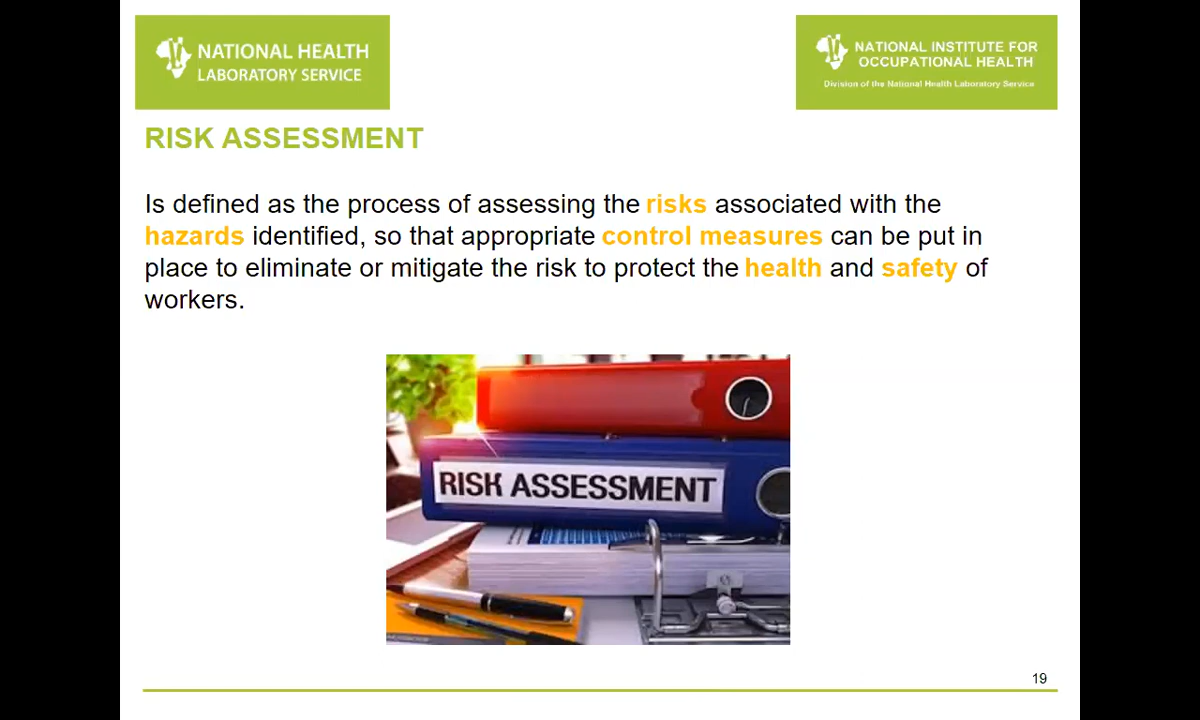 NATIONAL HEALTH
LABORATORY SERVICE
NATIONAL INSTITUTE FOR
OCCUPATIONAL HEALTH
Division of the National Health Laboratory Service
RISK ASSESSMENT
Is defined as the process of assessing the risks associated with the
hazards identified, so that appropriate control measures can be put in
place to eliminate or mitigate the risk to protect the health and safety of
workers.
RISK ASSESSMENT
19